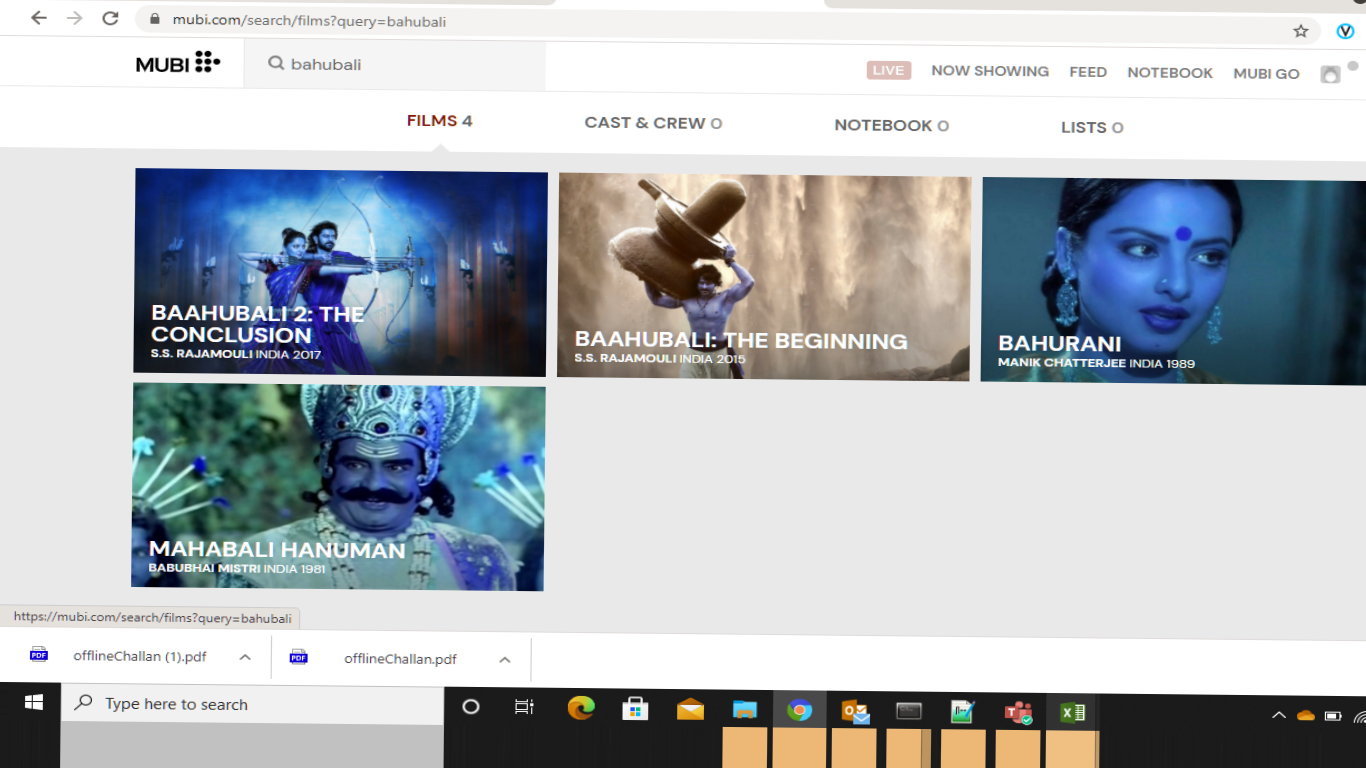 mubi.com/search/films?query=bahubali
MUBI
bahubali
LIVE
NOW SHOWING
FEED
NOTEBOOK
MUBI GO
FILMS 4
CAST & CREW 0
NOTEBOOK 0
LISTS 0
BAAHUBALI 2: THE
CONCLUSION
S.S. RAJAMOULI INDIA 2017
BAAHUBALI: THE BEGINNING
S.S. RAJAMOULI INDIA 2015
BAHURANI
MANIK CHATTERJEE INDIA 1989
MAHABALI HANUMAN
BABUBHAI MISTRI INDIA 1981
https://mubi.com/search/films?query=bahubali
PDF
offlineChallan (1).pdf
PDF
offlineChallan.pdf
Type here to search